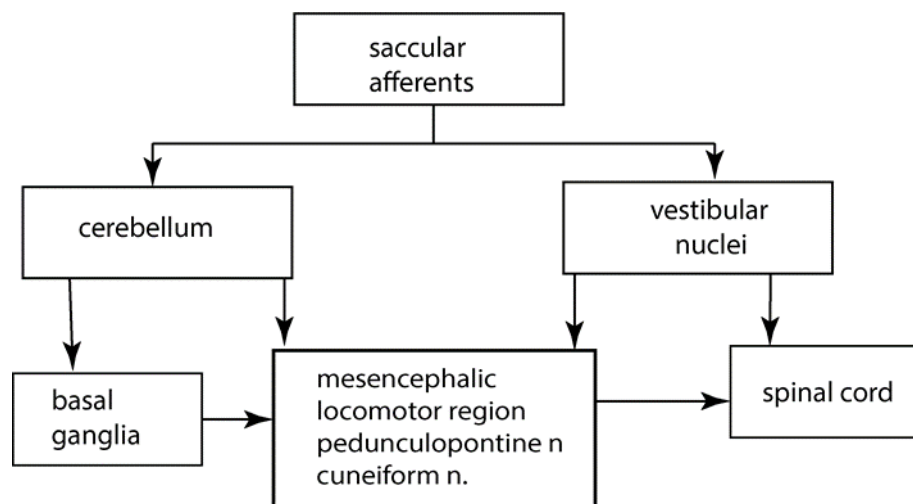 saccular
afferents
cerebellum
vestibular
nuclei
basal
ganglia
mesencephalic
locomotor region
pedunculopontine n
cuneiform n.
spinal cord